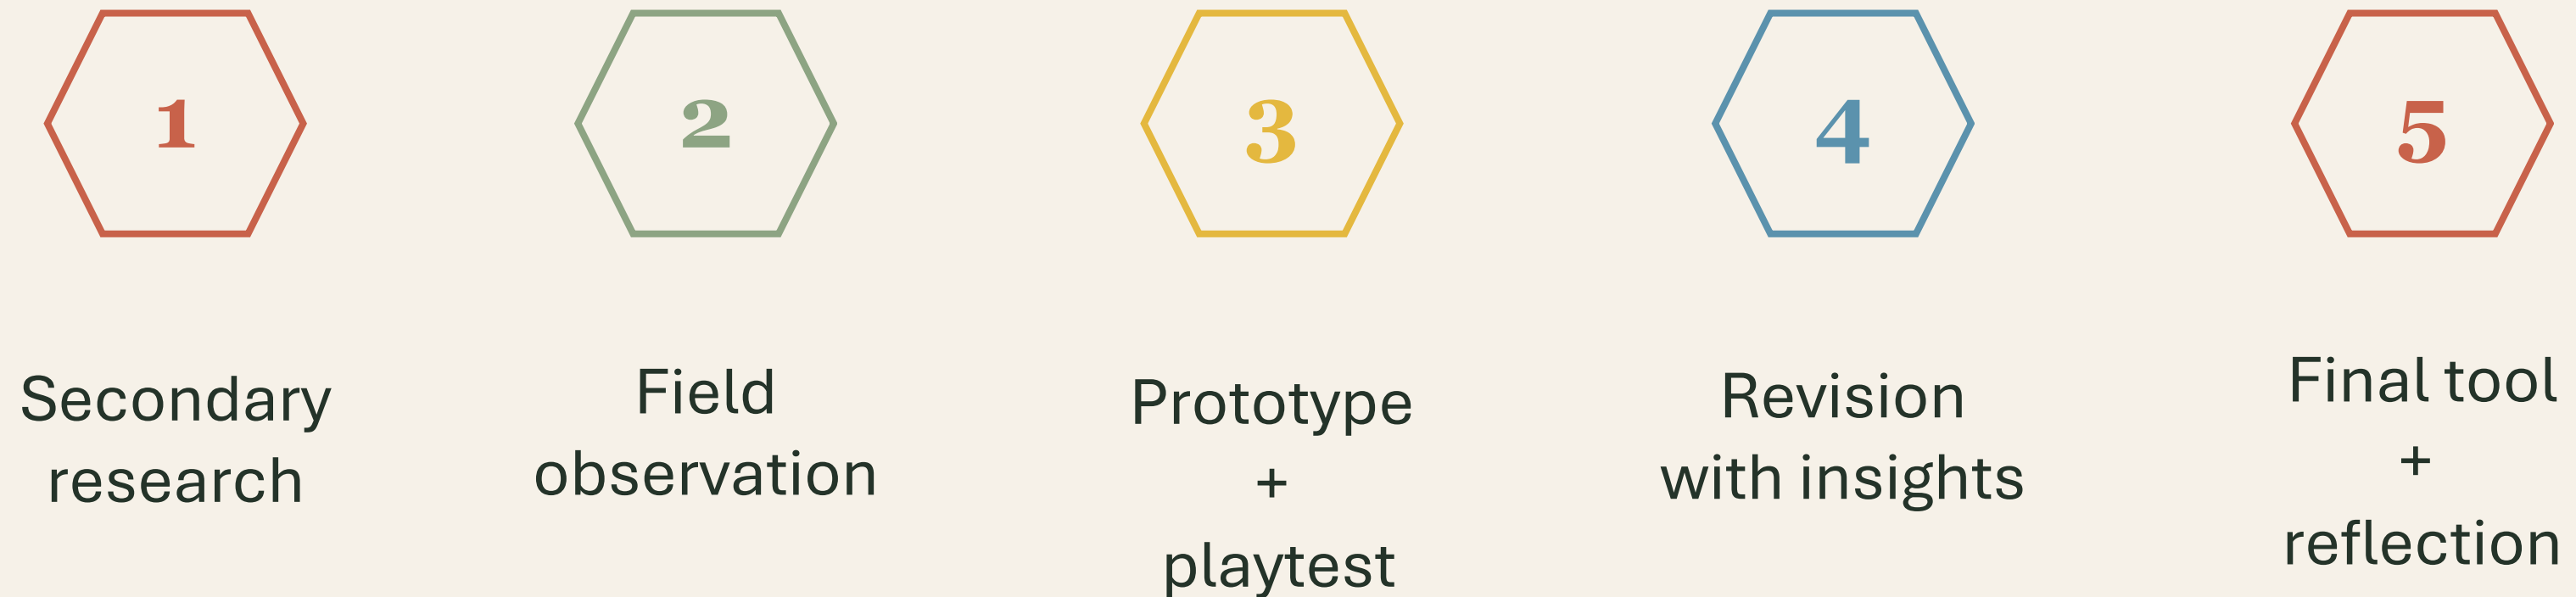 1
Secondary
research
2
Field
observation
3
Prototype
+
playtest
4
Revision
with insights
5
Final tool
+
reflection